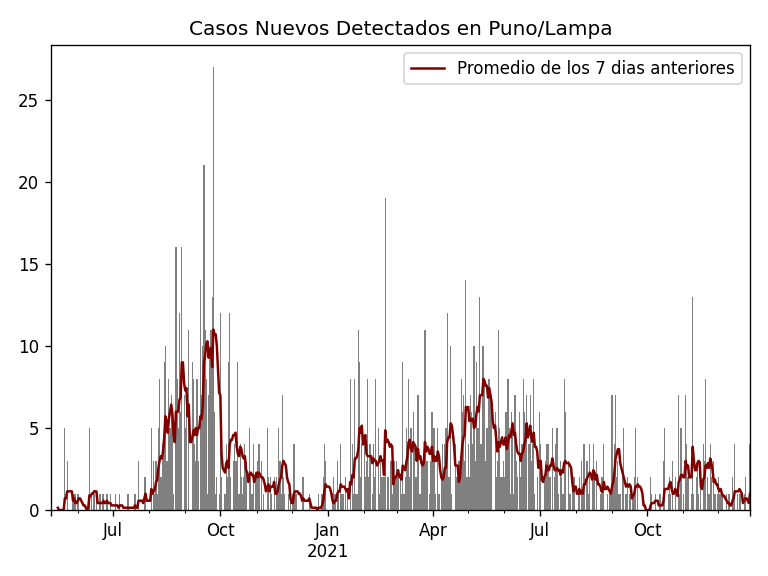 Casos Nuevos Detectados en Puno/Lampa
Promedio de los 7 dias anteriores
25
20
15
10
5
0
Jul Oct Jan Apr Jul Oct
2021